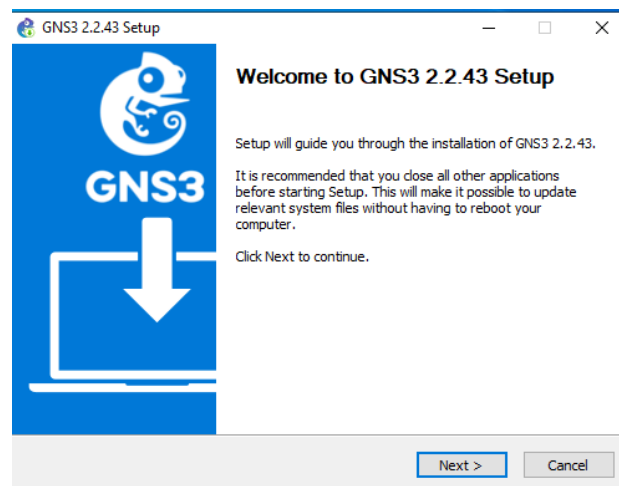 GNS3 2.2.43 Setup
GNS3
Welcome to GNS3 2.2.43 Setup
Setup will guide you through the installation of GNS3 2.2.43.
It is recommended that you close all other applications
before starting Setup. This will make it possible to update
relevant system files without having to reboot your
computer.
Click Next to continue.
Next >
Cancel